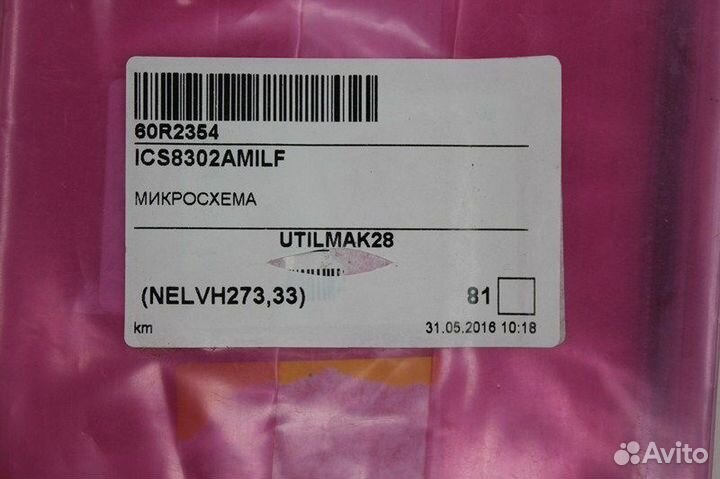 60R2354
ICS8302AMILF
МИКРОСХЕМА
UTILMAK28
(NELVH273,33) 81
km 31.05.2016 10:18
Avito